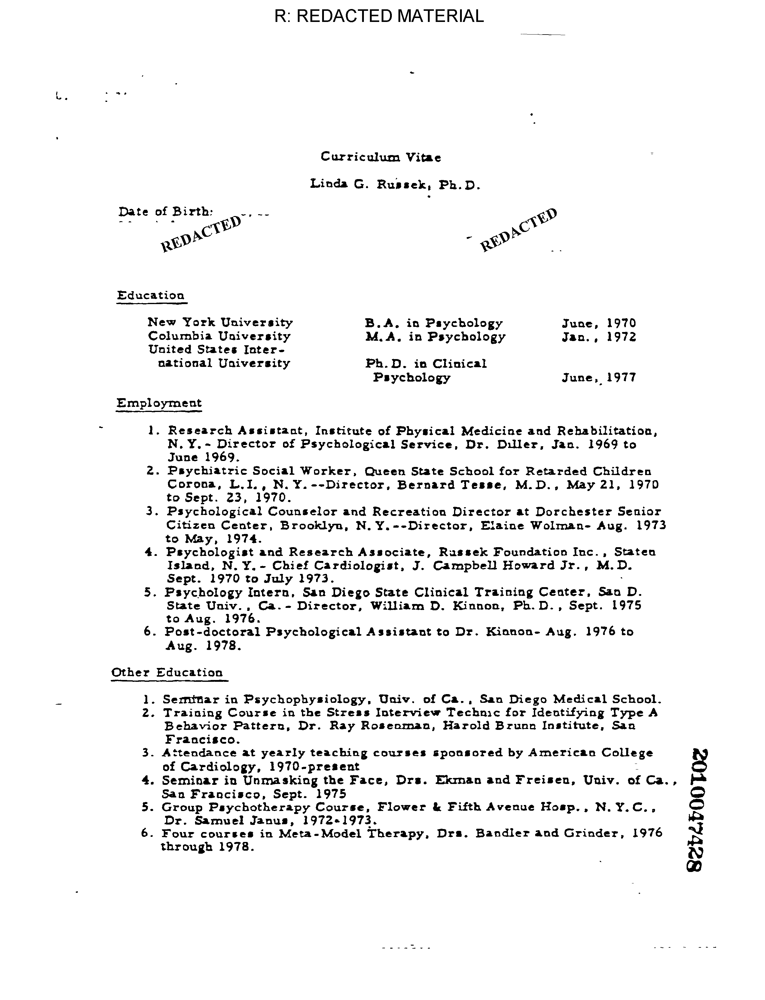 R: REDACTED MATERIAL
Curriculum Vitae
Linda G. Russek, Ph.D.
Date of Birth:
REDACTED
REDACTED
Education
New York University B.A. in Psychology June, 1970
Columbia University M.A. in Psychology Jan., 1972
United States Inter-
national University Ph.D. in Clinical
Psychology June, 1977
Employment
1. Research Assistant, Institute of Physical Medicine and Rehabilitation,
N.Y.- Director of Psychological Service, Dr. Diller, Jan. 1969 to
June 1969.
2. Psychiatric Social Worker, Queen State School for Retarded Children
Corona, L.I., N.Y.--Director, Bernard Tesse, M.D., May 21, 1970
to Sept. 23, 1970.
3. Psychological Counselor and Recreation Director at Dorchester Senior
Citizen Center, Brooklyn, N.Y.--Director, Elaine Wolman- Aug. 1973
to May, 1974.
4. Psychologist and Research Associate, Russek Foundation Inc., Staten
Island, N.Y.- Chief Cardiologist, J. Campbell Howard Jr., M.D.
Sept. 1970 to July 1973.
5. Psychology Intern, San Diego State Clinical Training Center, San D.
State Univ., Ca.- Director, William D. Kinnon, Ph.D., Sept. 1975
to Aug. 1976.
6. Post-doctoral Psychological Assistant to Dr. Kinnon- Aug. 1976 to
Aug. 1978.
Other Education
1. Seminar in Psychophysiology, Univ. of Ca., San Diego Medical School.
2. Training Course in the Stress Interview Technic for Identifying Type A
Behavior Pattern, Dr. Ray Rosenman, Harold Brunn Institute, San
Francisco.
3. Attendance at yearly teaching courses sponsored by American College
of Cardiology, 1970-present
4. Seminar in Unmasking the Face, Drs. Ekman and Freisen, Univ. of Ca.,
San Francisco, Sept. 1975
5. Group Psychotherapy Course, Flower & Fifth Avenue Hosp., N.Y.C.,
Dr. Samuel Janus, 1972-1973.
6. Four courses in Meta-Model Therapy, Drs. Bandler and Grinder, 1976
through 1978.
2010047428